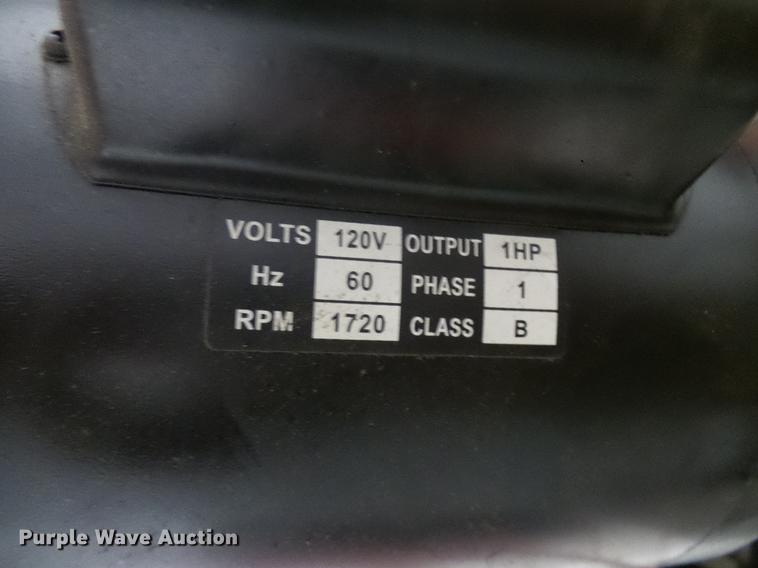 VOLTS 120V OUTPUT 1HP
Hz 60 PHASE 1
RPM 1720 CLASS B
Purple Wave Auction